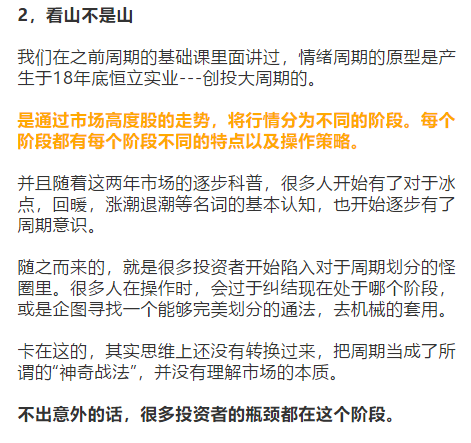 2，看山不是山
我们在之前周期的基础课里面讲过，情绪周期的原型是产
生于18年底恒立实业---创投大周期的。
是通过市场高度股的走势，将行情分为不同的阶段。每个
阶段都有每个阶段不同的特点以及操作策略。
并且随着这两年市场的逐步科普，很多人开始有了对于冰
点，回暖，涨潮退潮等名词的基本认知，也开始逐步有了
周期意识。
随之而来的，就是很多投资者开始陷入对于周期划分的怪
圈里。很多人在操作时，会过于纠结现在处于哪个阶段，
或是企图寻找一个能够完美划分的通法，去机械的套用。
卡在这的，其实思维上还没有转换过来，把周期当成了所
谓的“神奇战法”，并没有理解市场的本质。
不出意外的话，很多投资者的瓶颈都在这个阶段。